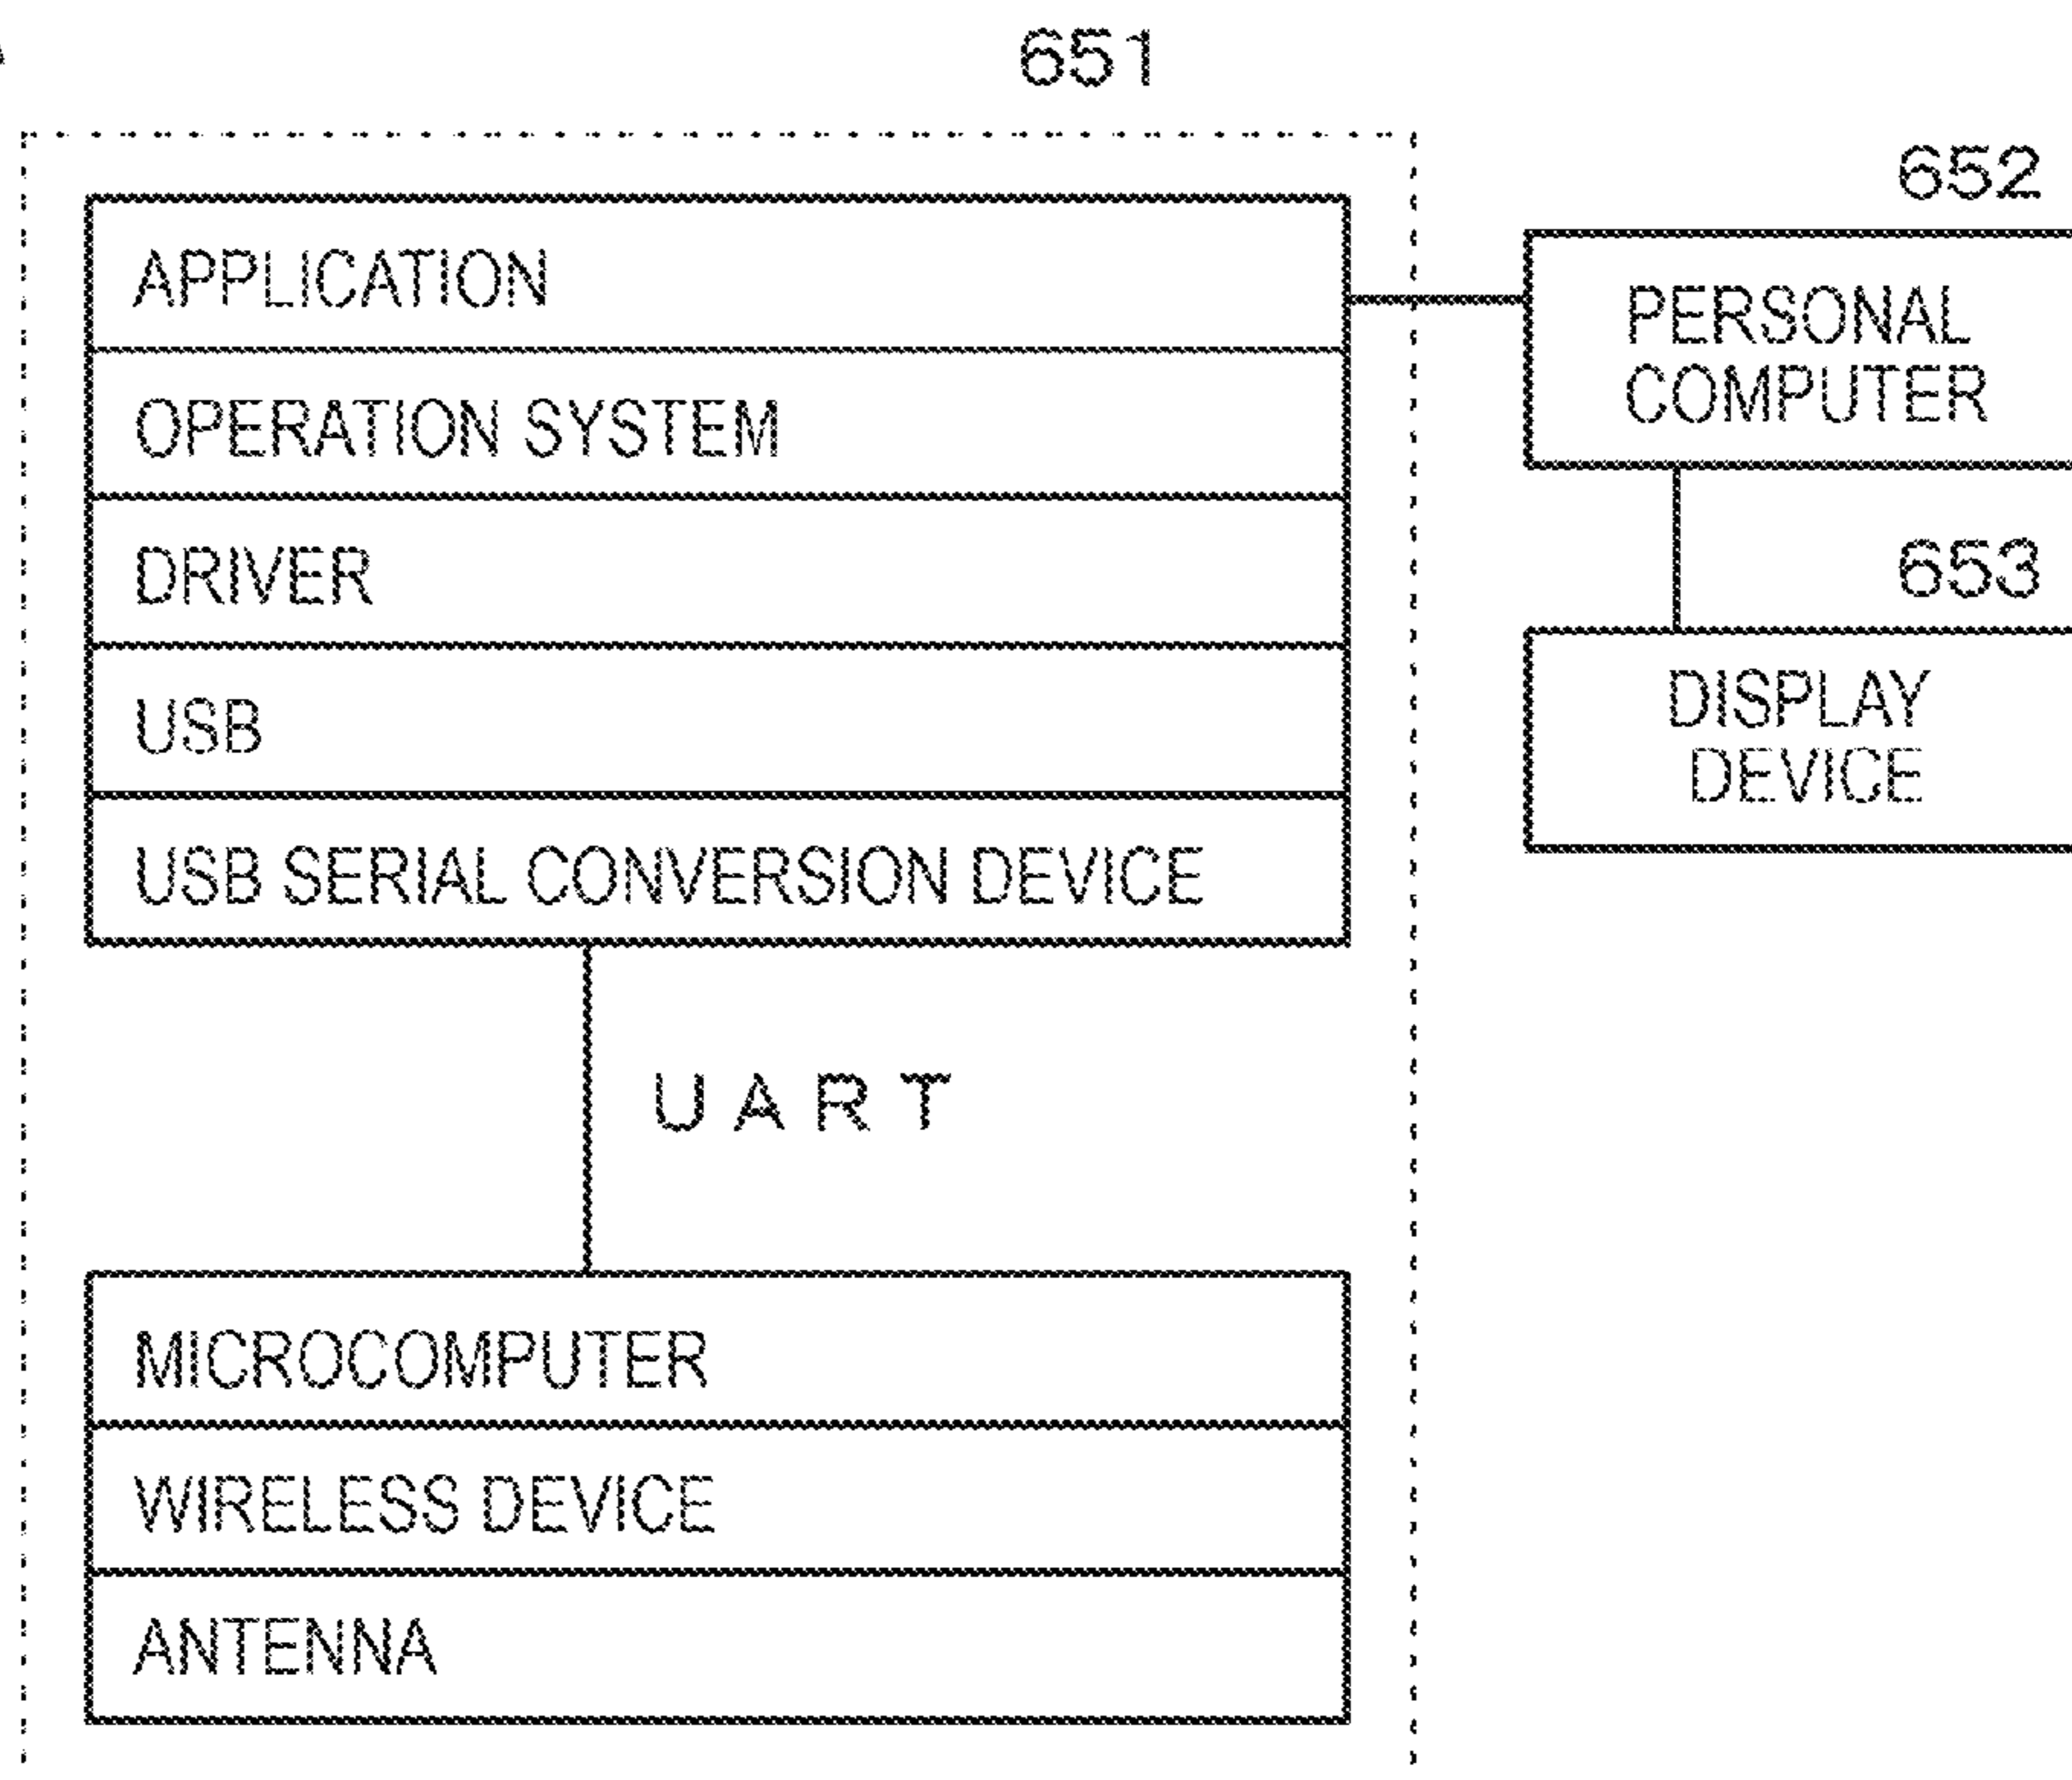 651
APPLICATION
OPERATION SYSTEM
DRIVER
USB
USB SERIAL CONVERSION DEVICE
UART
MICROCOMPUTER
WIRELESS DEVICE
ANTENNA
652
PERSONAL
COMPUTER
653
DISPLAY
DEVICE